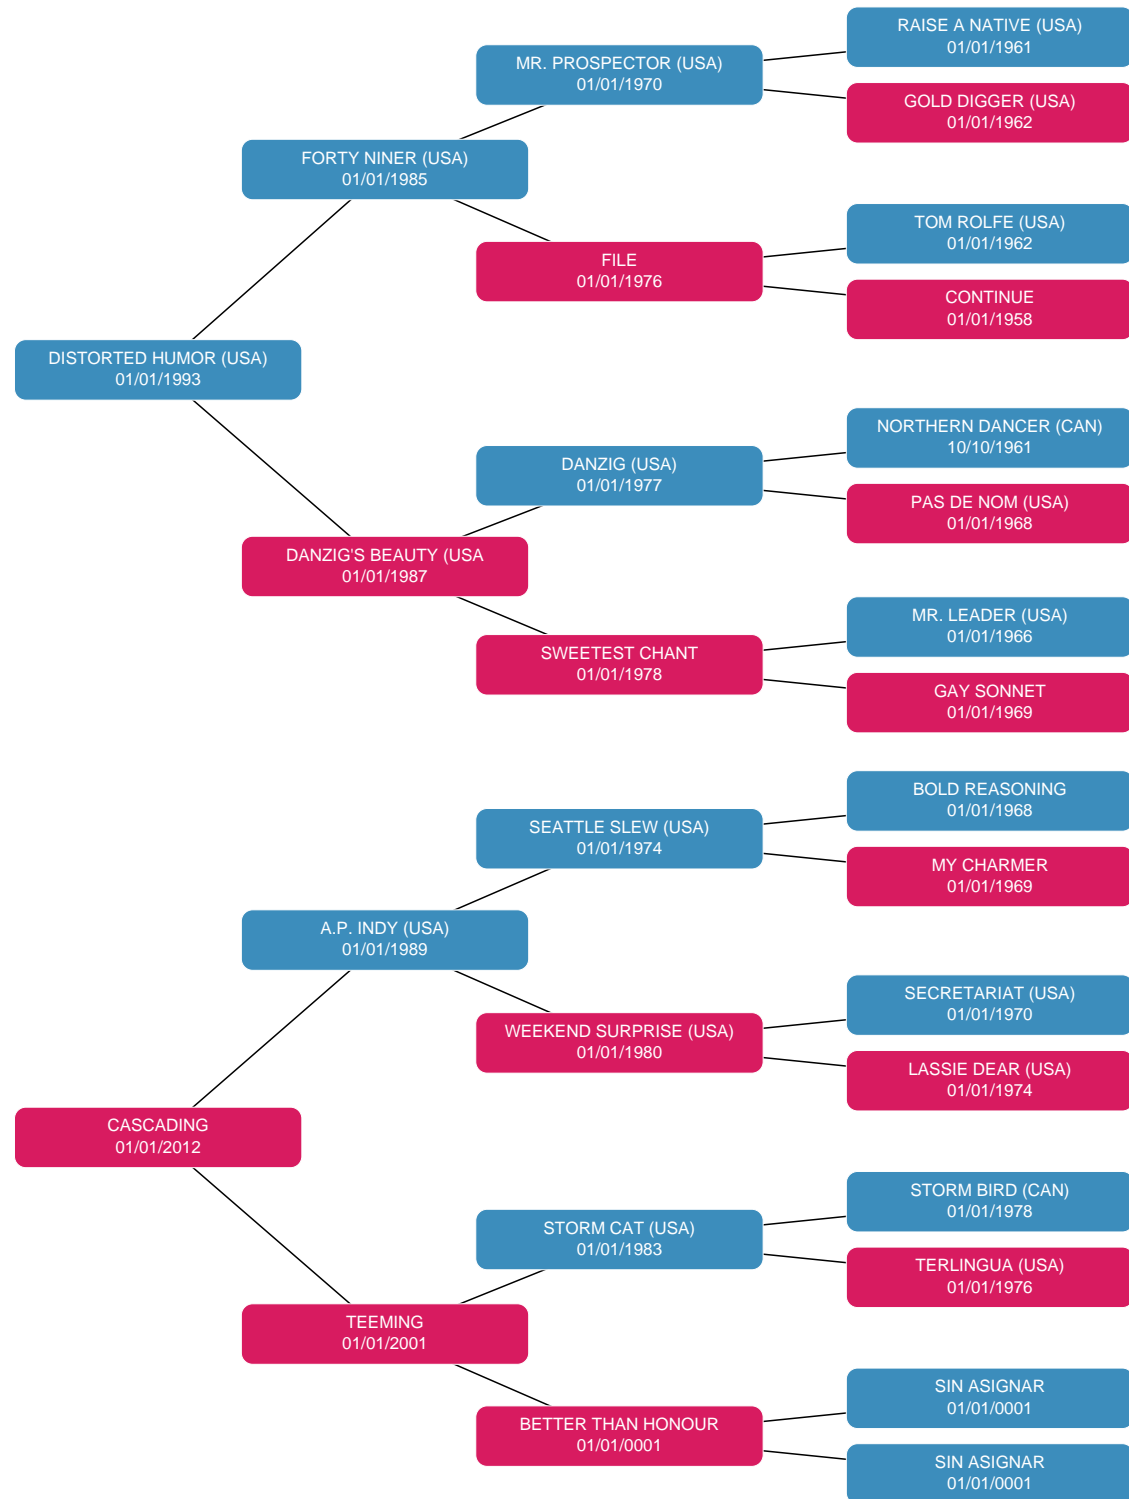 RAISE A NATIVE (USA)
01/01/1961
MR. PROSPECTOR (USA)
01/01/1970
GOLD DIGGER (USA)
01/01/1962
FORTY NINER (USA)
01/01/1985
TOM ROLFE (USA)
01/01/1962
FILE
01/01/1976
CONTINUE
01/01/1958
DISTORTED HUMOR (USA)
01/01/1993
NORTHERN DANCER (CAN)
10/10/1961
DANZIG (USA)
01/01/1977
PAS DE NOM (USA)
01/01/1968
DANZIG'S BEAUTY (USA
01/01/1987
MR. LEADER (USA)
01/01/1966
SWEETEST CHANT
01/01/1978
GAY SONNET
01/01/1969
BOLD REASONING
01/01/1968
SEATTLE SLEW (USA)
01/01/1974
MY CHARMER
01/01/1969
A.P. INDY (USA)
01/01/1989
SECRETARIAT (USA)
01/01/1970
WEEKEND SURPRISE (USA)
01/01/1980
LASSIE DEAR (USA)
01/01/1974
CASCADING
01/01/2012
STORM BIRD (CAN)
01/01/1978
STORM CAT (USA)
01/01/1983
TERLINGUA (USA)
01/01/1976
TEEMING
01/01/2001
SIN ASIGNAR
01/01/0001
BETTER THAN HONOUR
01/01/0001
SIN ASIGNAR
01/01/0001